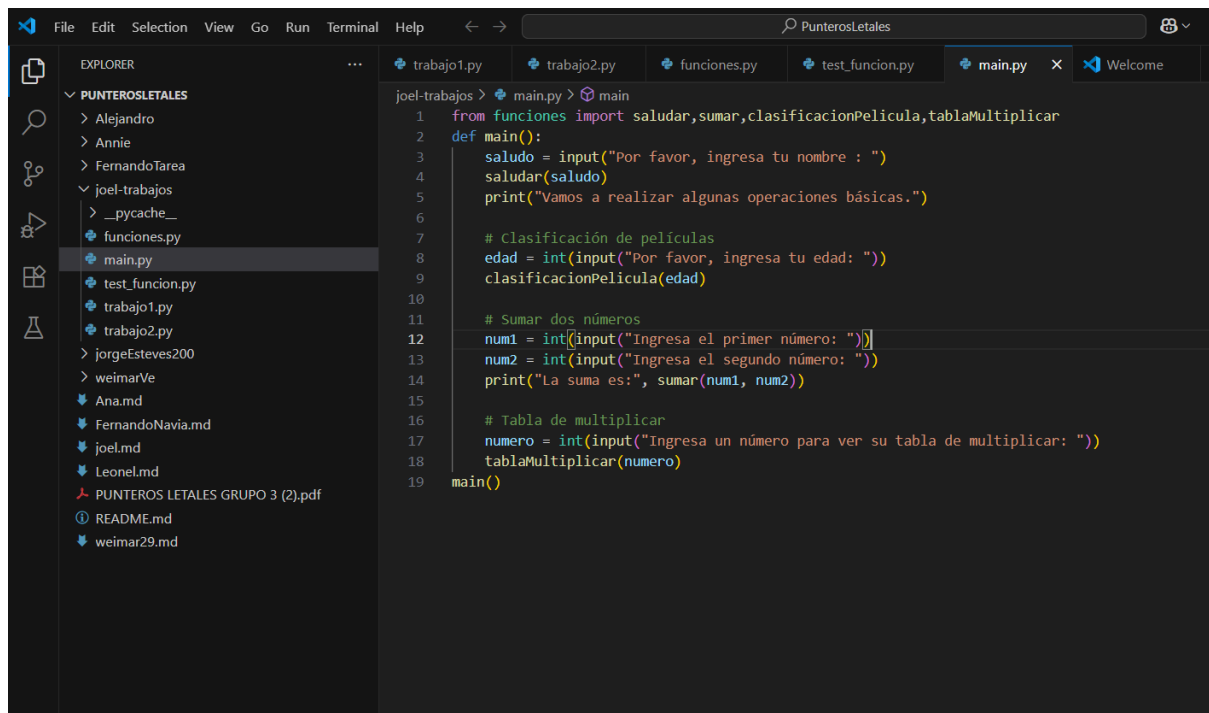 File Edit Selection View Go Run Terminal Help
PunterosLetales
EXPLORER
PUNTEROSLETALES
Alejandro
Annie
FernandoTarea
joel-trabajos
__pycache__
funciones.py
main.py
test_funcion.py
trabajo1.py
trabajo2.py
jorgeEsteves200
weimarVe
Ana.md
FernandoNavia.md
joel.md
Leonel.md
PUNTEROS LETALES GRUPO 3 (2).pdf
README.md
weimar29.md
trabajo1.py trabajo2.py funciones.py test_funcion.py main.py Welcome
joel-trabajos > main.py > main
1 from funciones import saludar,sumar,clasificacionPelicula,tablaMultiplicar
2 def main():
3     saludo = input("Por favor, ingresa tu nombre : ")
4     saludar(saludo)
5     print("Vamos a realizar algunas operaciones básicas.")
6
7     # Clasificación de películas
8     edad = int(input("Por favor, ingresa tu edad: "))
9     clasificacionPelicula(edad)
10
11     # Sumar dos números
12     num1 = int(input("Ingresa el primer número: "))
13     num2 = int(input("Ingresa el segundo número: "))
14     print("La suma es:", sumar(num1, num2))
15
16     # Tabla de multiplicar
17     numero = int(input("Ingresa un número para ver su tabla de multiplicar: "))
18     tablaMultiplicar(numero)
19 main()